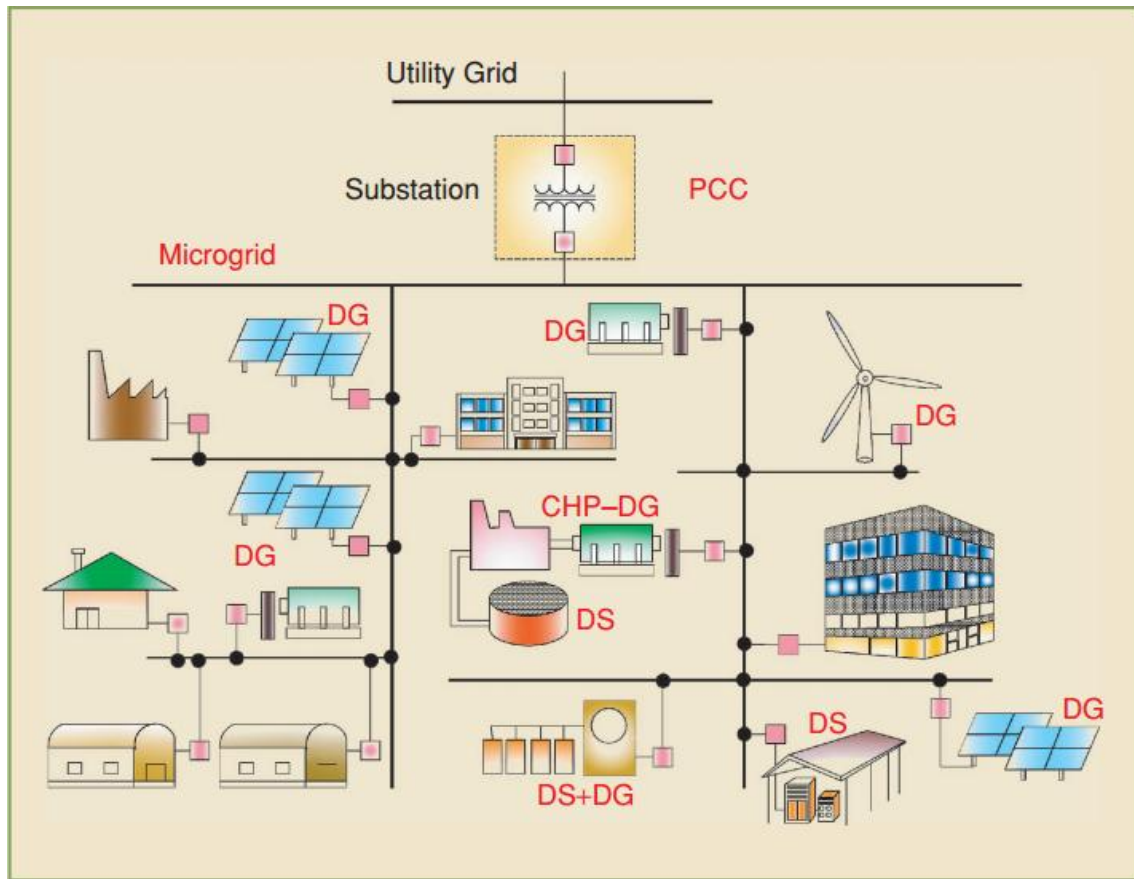 Utility Grid
Substation
PCC
Microgrid
DG
DG
DG
CHP–DG
DG
DS
DS
DG
DS+DG